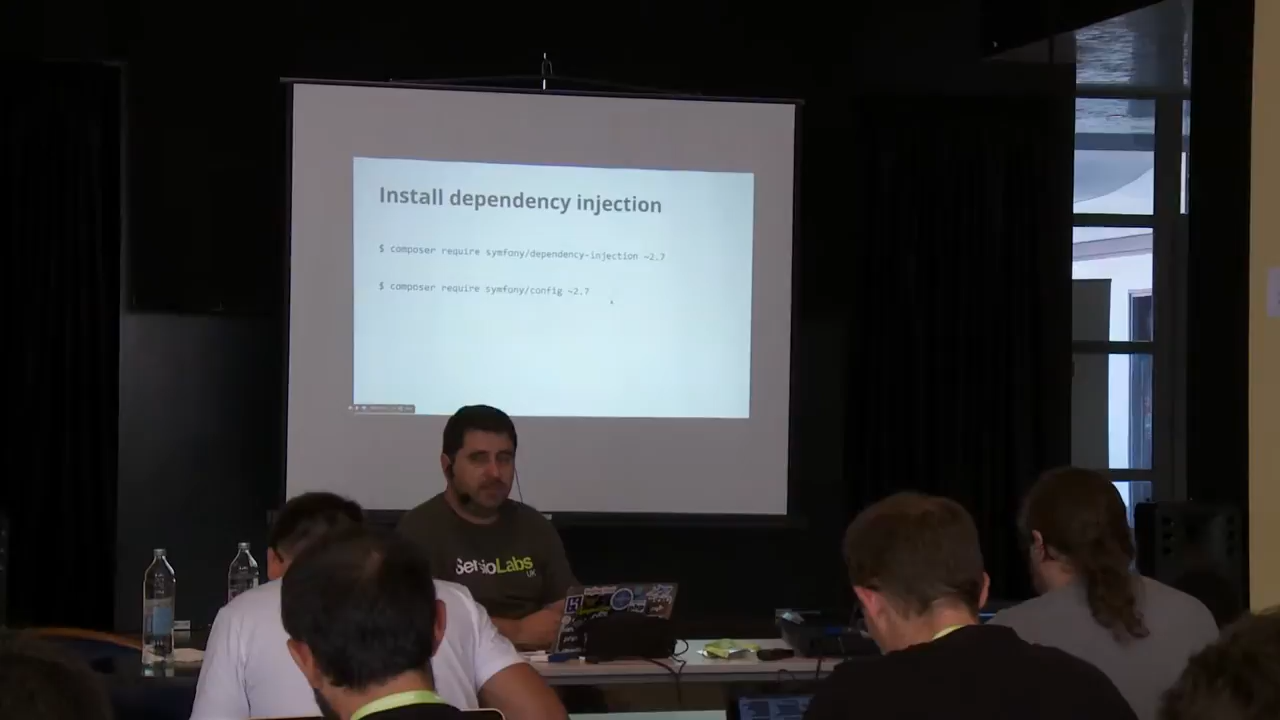 Install dependency injection
$ composer require symfony/dependency-injection ~2.7
$ composer require symfony/config ~2.7
SensioLabs
UK